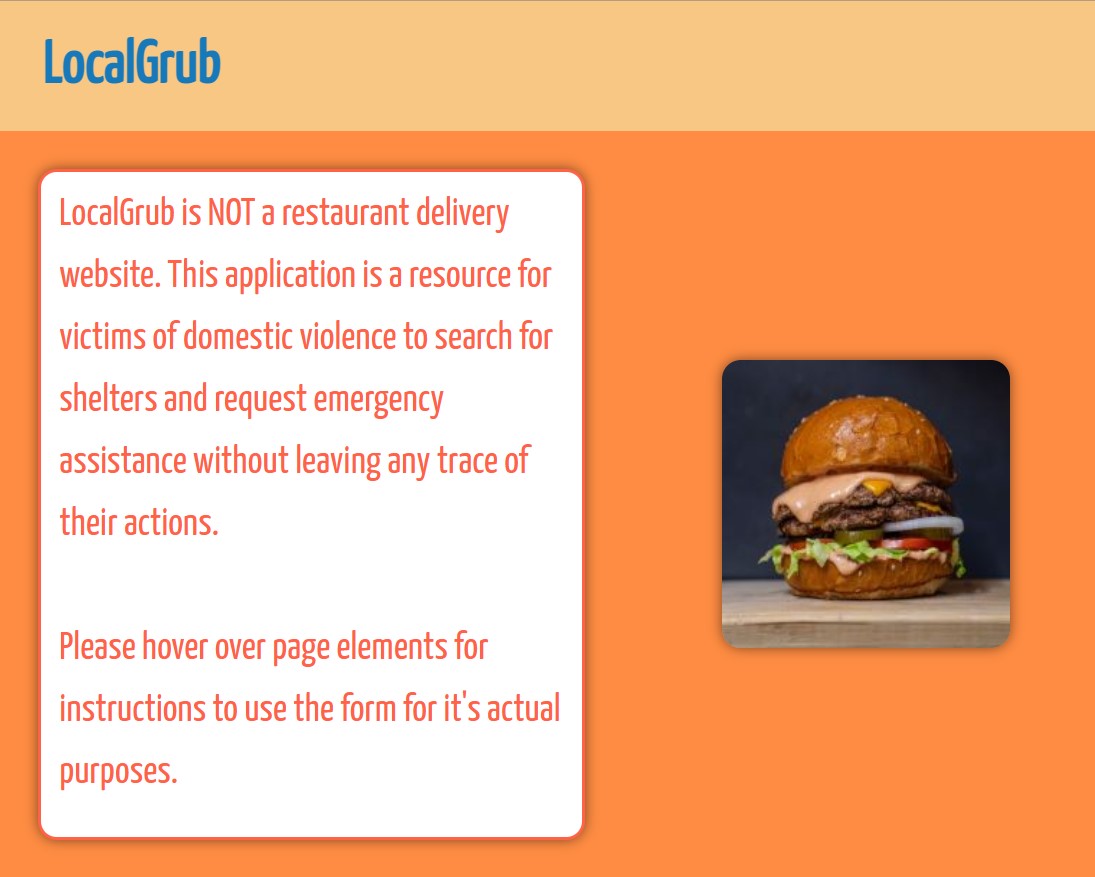 LocalGrub
LocalGrub is NOT a restaurant delivery
website. This application is a resource for
victims of domestic violence to search for
shelters and request emergency
assistance without leaving any trace of
their actions.
Please hover over page elements for
instructions to use the form for it's actual
purposes.